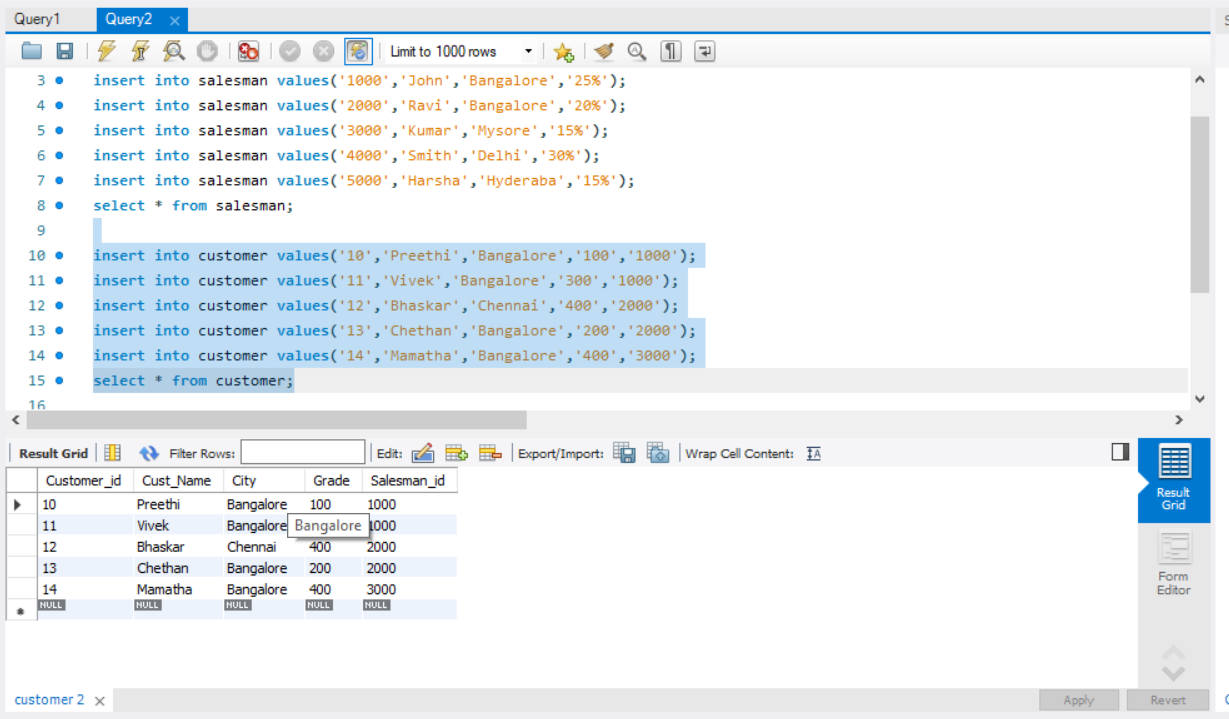 Query1 Query2
Limit to 1000 rows
3 insert into salesman values('1000','John','Bangalore','25%');
4 insert into salesman values('2000','Ravi','Bangalore','20%');
5 insert into salesman values('3000','Kumar','Mysore','15%');
6 insert into salesman values('4000','Smith','Delhi','30%');
7 insert into salesman values('5000','Harsha','Hyderaba','15%');
8 select * from salesman;
9
10 insert into customer values('10','Preethi','Bangalore','100','1000');
11 insert into customer values('11','Vivek','Bangalore','300','1000');
12 insert into customer values('12','Bhaskar','Chennai','400','2000');
13 insert into customer values('13','Chethan','Bangalore','200','2000');
14 insert into customer values('14','Mamatha','Bangalore','400','3000');
15 select * from customer;
16
Result Grid Filter Rows: Edit: Export/Import: Wrap Cell Content: IA
Customer_id Cust_Name City Grade Salesman_id
10 Preethi Bangalore 100 1000
11 Vivek Bangalore Bangalore 1000
12 Bhaskar Chennai 400 2000
13 Chethan Bangalore 200 2000
14 Mamatha Bangalore 400 3000
NULL NULL NULL NULL NULL
Result
Grid
Form
Editor
customer 2 Apply Revert